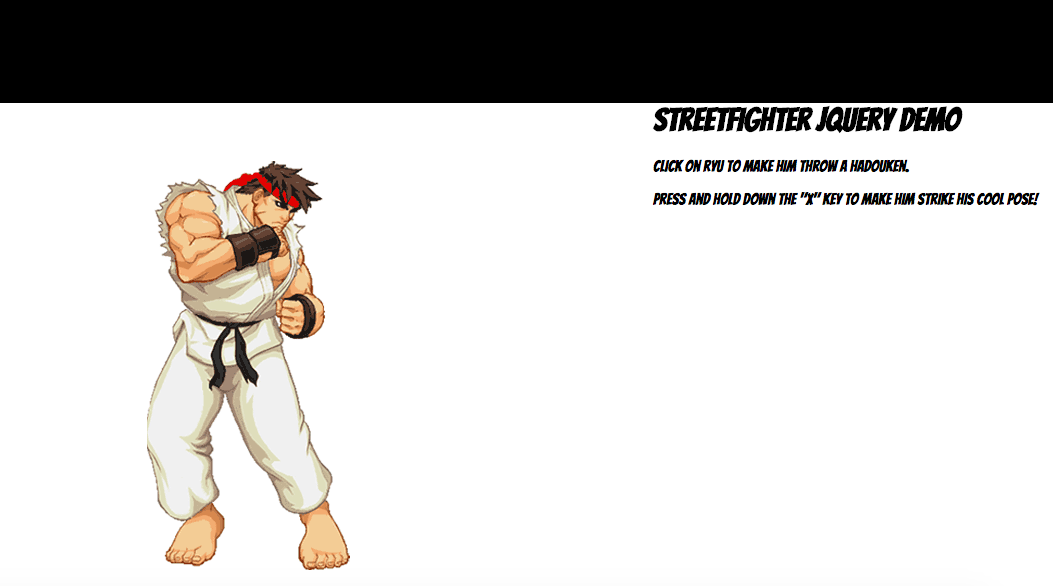 STREETFIGHTER JQUERY DEMO
CLICK ON RYU TO MAKE HIM THROW A HADOUKEN.
PRESS AND HOLD DOWN THE "X" KEY TO MAKE HIM STRIKE HIS COOL POSE!